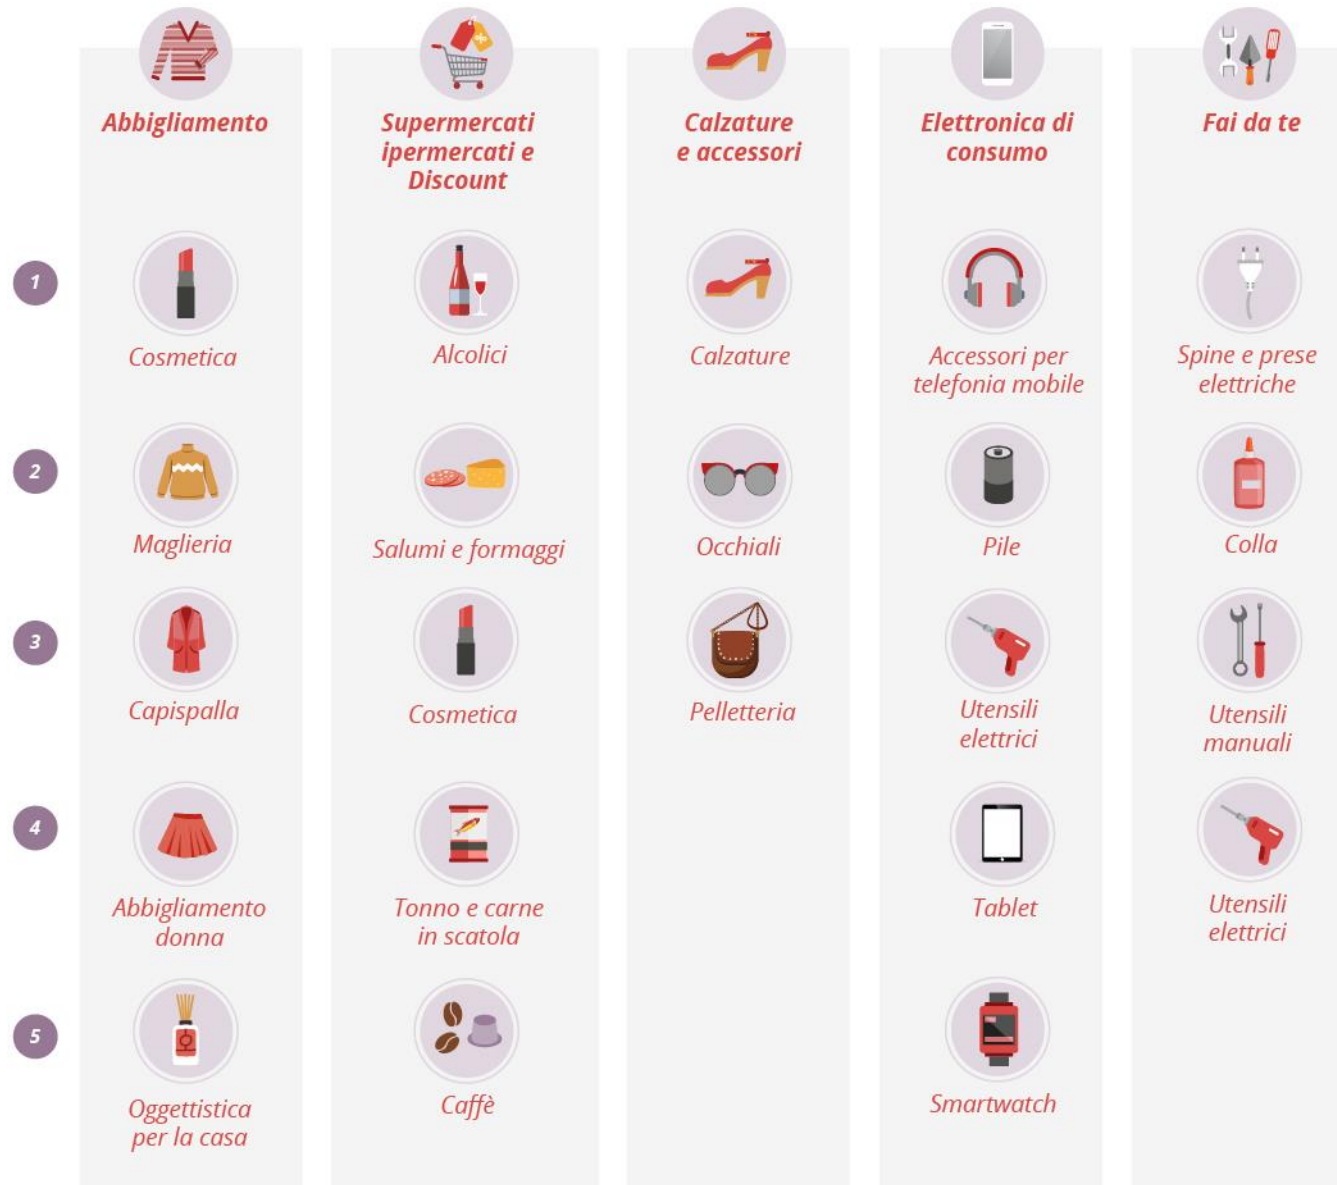 Abbigliamento
Supermercati
ipermercati e
Discount
Calzature
e accessori
Elettronica di
consumo
Fai da te
1
Cosmetica
Alcolici
Calzature
Accessori per
telefonia mobile
Spine e prese
elettriche
2
Maglieria
Salumi e formaggi
Occhiali
Pile
Colla
3
Capispalla
Cosmetica
Pelletteria
Utensili
elettrici
Utensili
manuali
4
Abbigliamento
donna
Tonno e carne
in scatola
Tablet
Utensili
elettrici
5
Oggettistica
per la casa
Caffè
Smartwatch